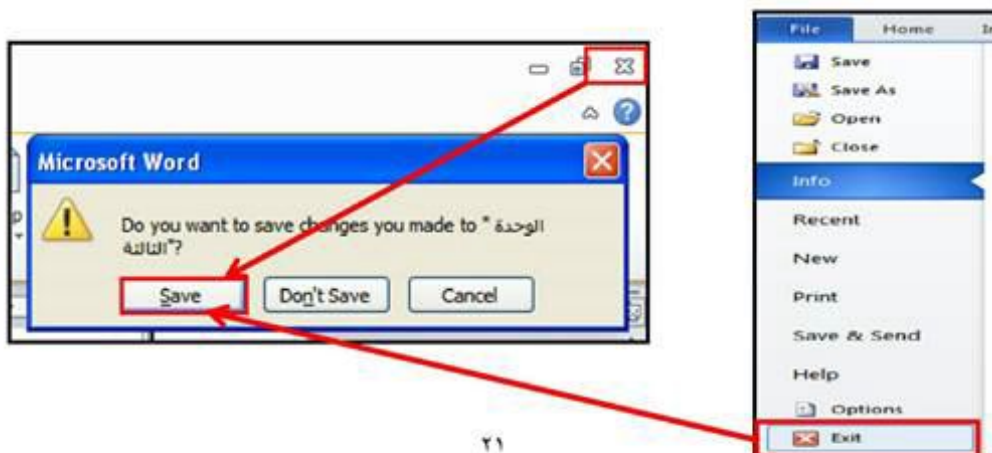 Microsoft Word
Do you want to save changes you made to "الوحدة
الثالثة"?
Save
Don't Save
Cancel
File
Home
Save
Save As
Open
Close
Info
Recent
New
Print
Save & Send
Help
Options
Exit
٢١